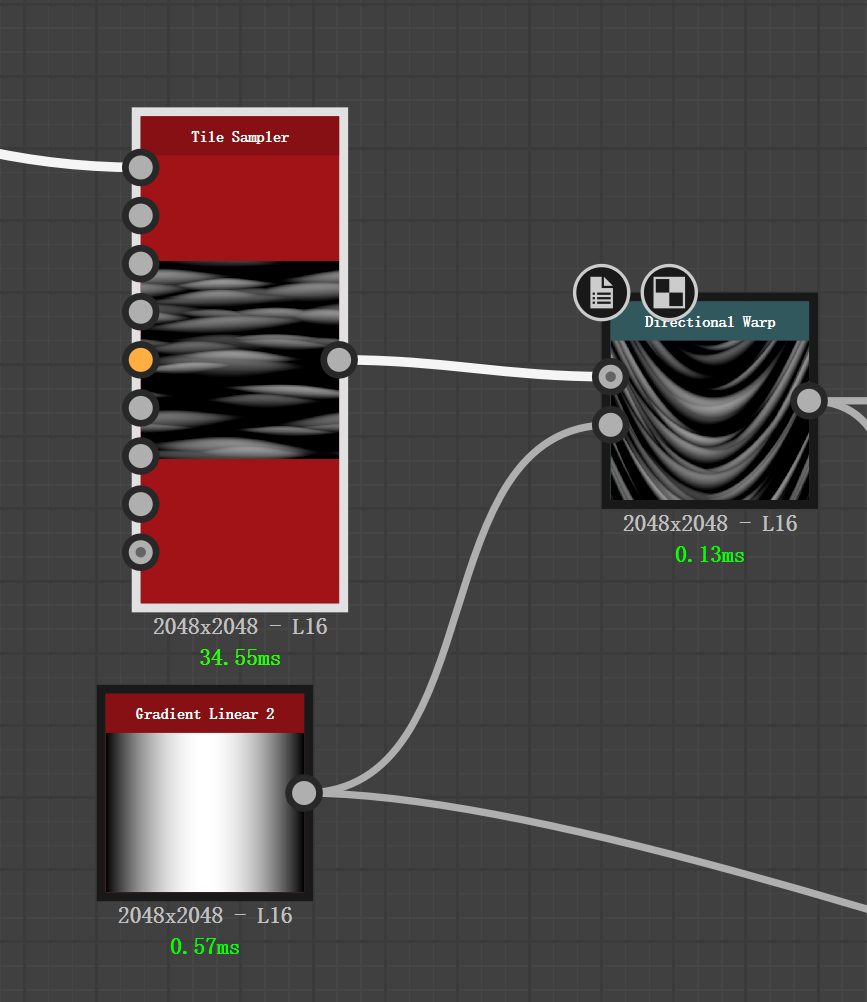 Tile Sampler
Directional Warp
2048x2048 - L16
0.13ms
2048x2048 - L16
34.55ms
Gradient Linear 2
2048x2048 - L16
0.57ms